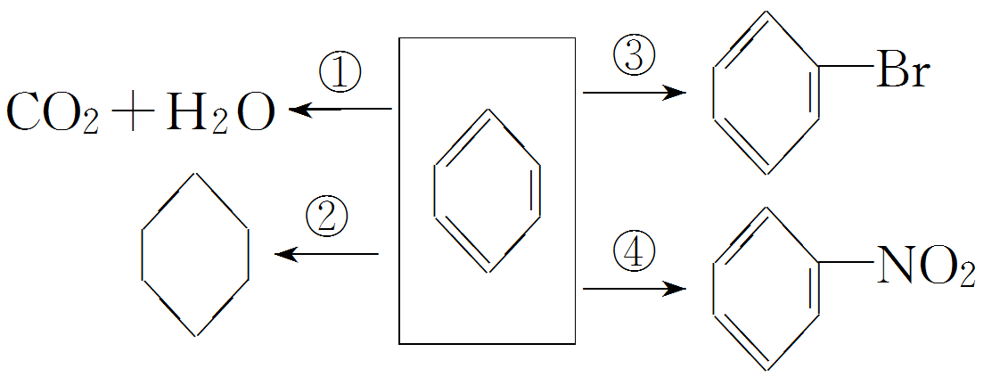 ①
CO₂+H₂O
②
③
Br
④
NO₂